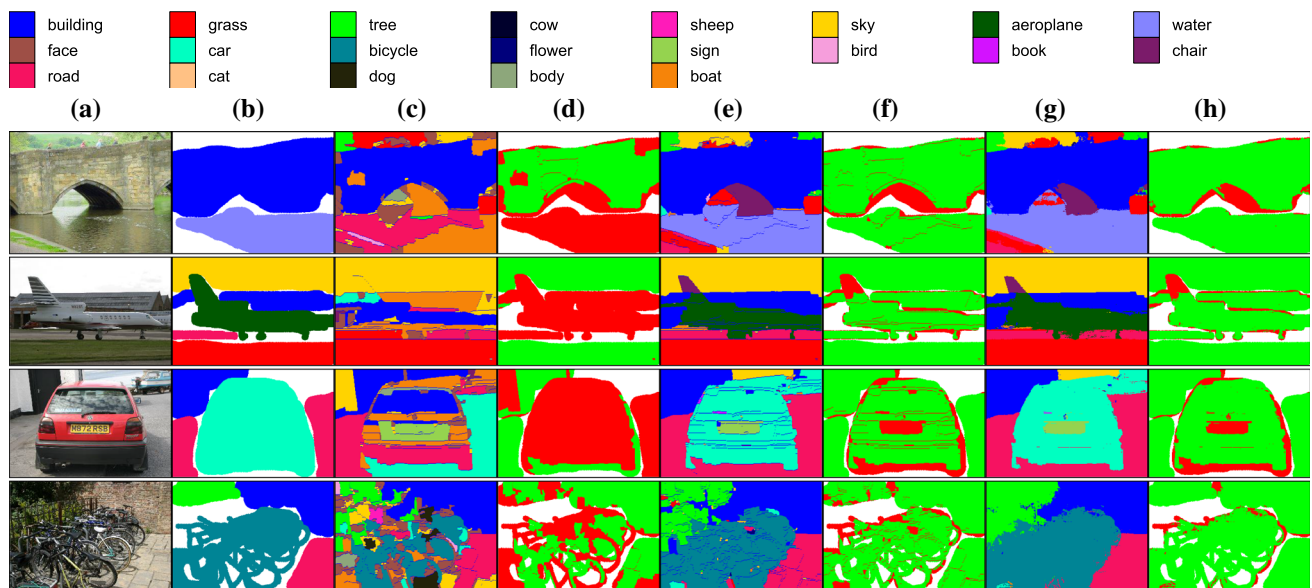 building grass tree cow sheep sky aeroplane water
face car bicycle flower sign bird book chair
road cat dog body boat
(a) (b) (c) (d) (e) (f) (g) (h)
M872 RSB